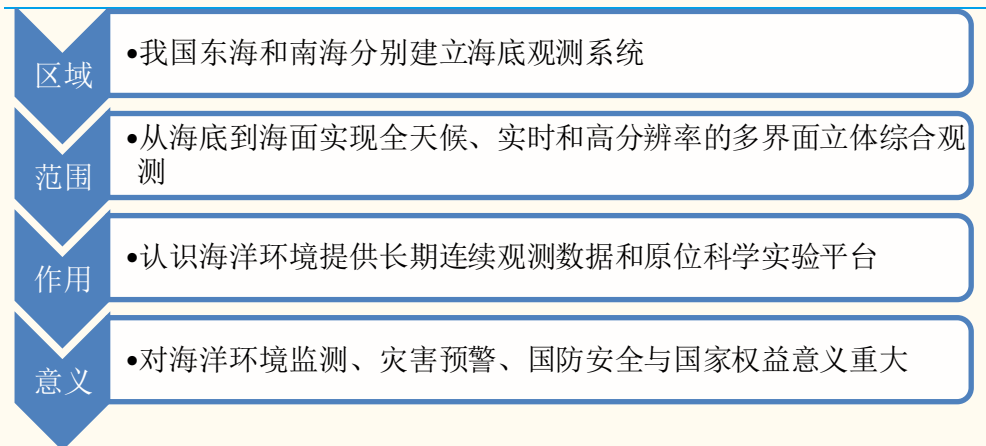 区域
•我国东海和南海分别建立海底观测系统
范围
•从海底到海面实现全天候、实时和高分辨率的多界面立体综合观
测
作用
•认识海洋环境提供长期连续观测数据和原位科学实验平台
意义
•对海洋环境监测、灾害预警、国防安全与国家权益意义重大